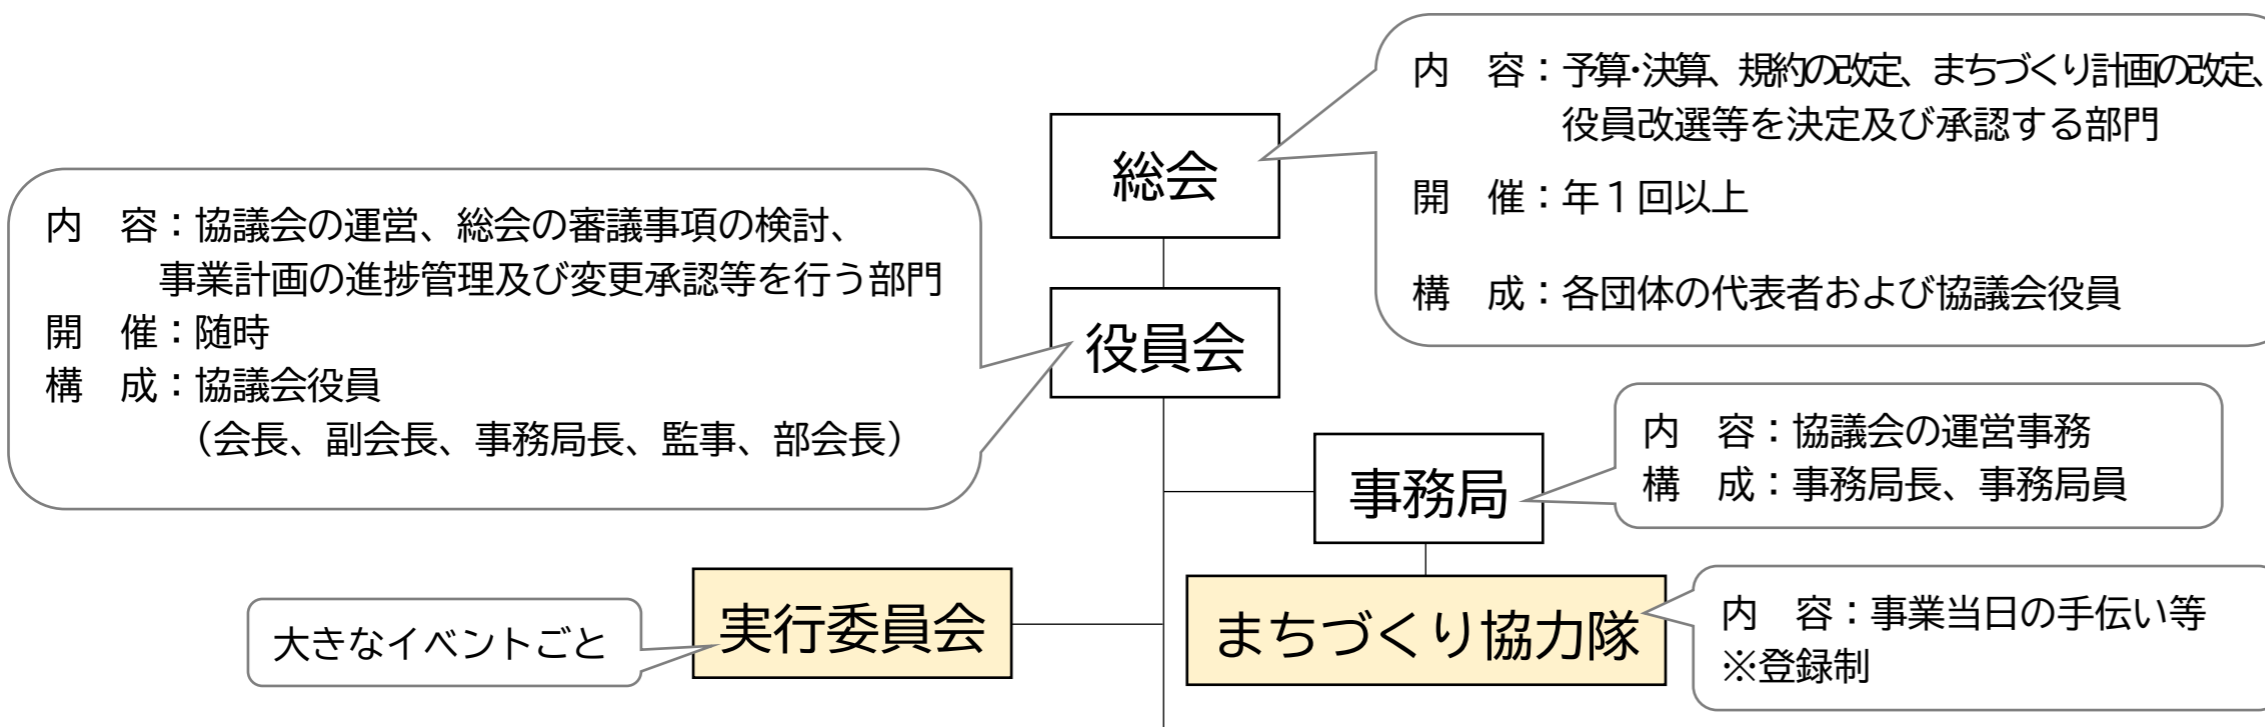 総会
内　容：予算・決算、規約の改定、まちづくり計画の改定、
役員改選等を決定及び承認する部門
開　催：年１回以上
構　成：各団体の代表者および協議会役員
役員会
内　容：協議会の運営、総会の審議事項の検討、
事業計画の進捗管理及び変更承認等を行う部門
開　催：随時
構　成：協議会役員
（会長、副会長、事務局長、監事、部会長）
事務局
内　容：協議会の運営事務
構　成：事務局長、事務局員
実行委員会
大きなイベントごと
まちづくり協力隊
内　容：事業当日の手伝い等
※登録制